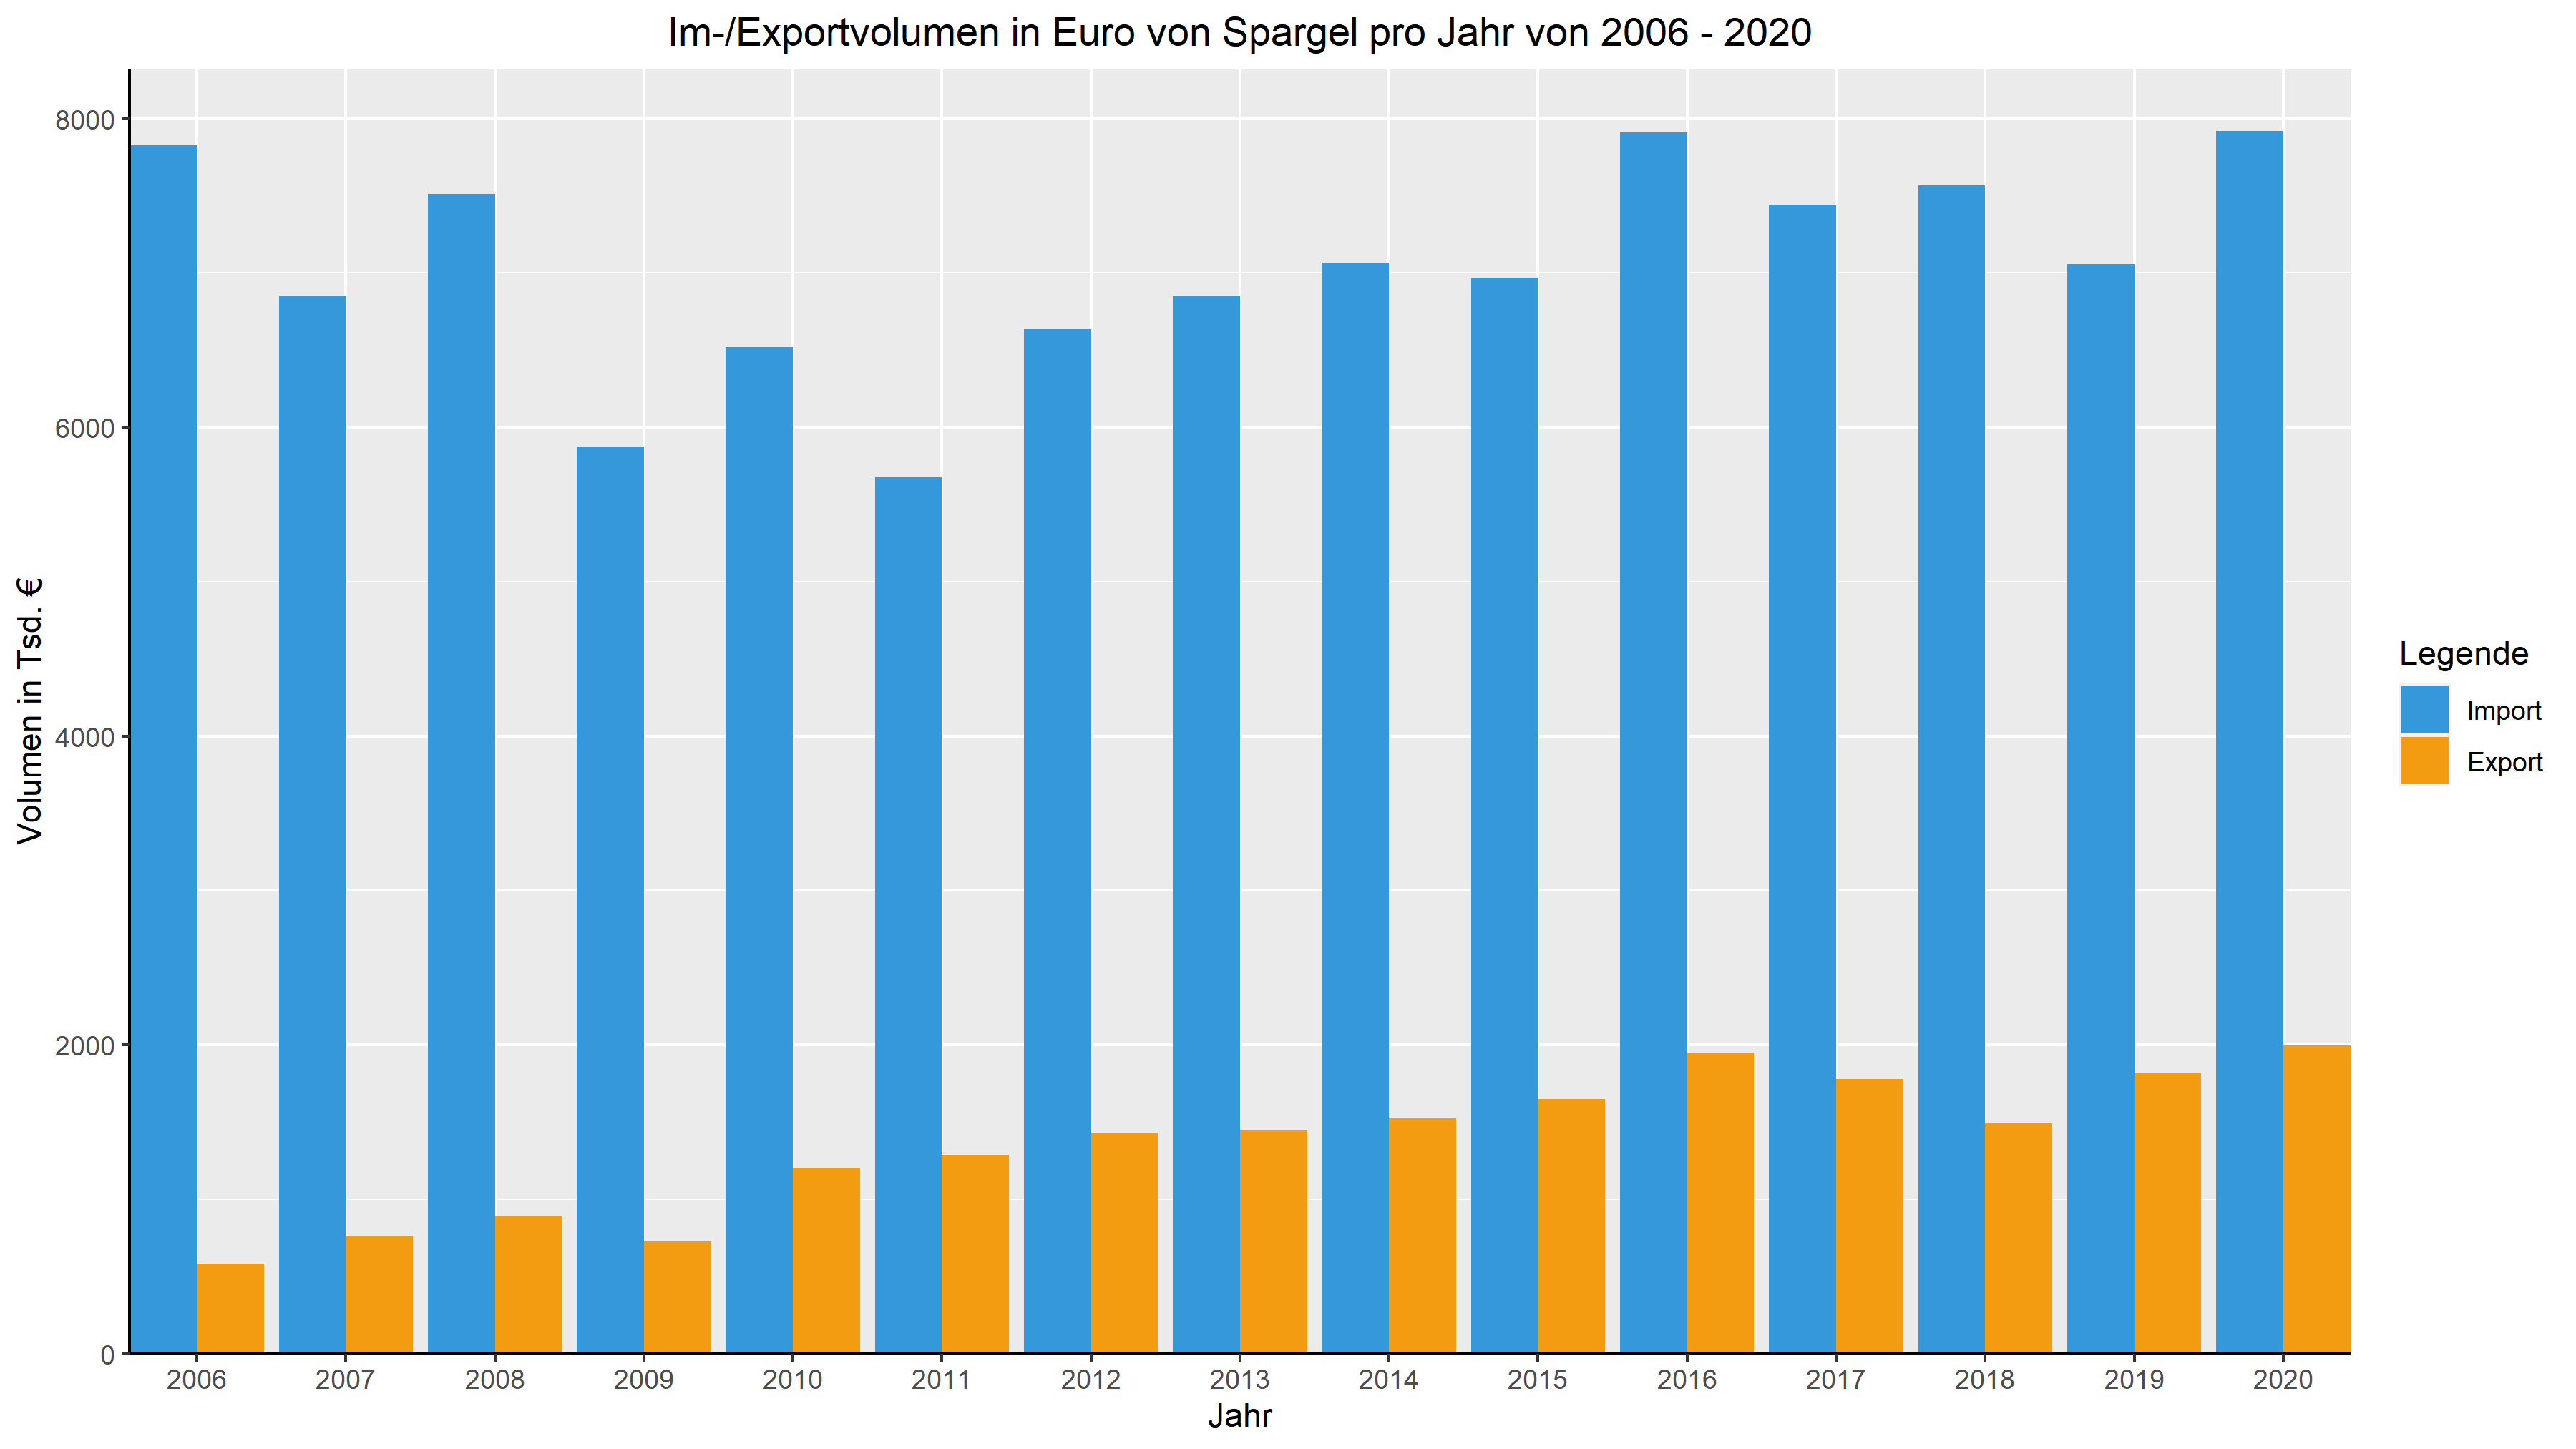 Im-/Exportvolumen in Euro von Spargel pro Jahr von 2006 - 2020
Volumen in Tsd. €
8000
6000
4000
2000
0
2006 2007 2008 2009 2010 2011 2012 2013 2014 2015 2016 2017 2018 2019 2020
Jahr
Legende
Import
Export